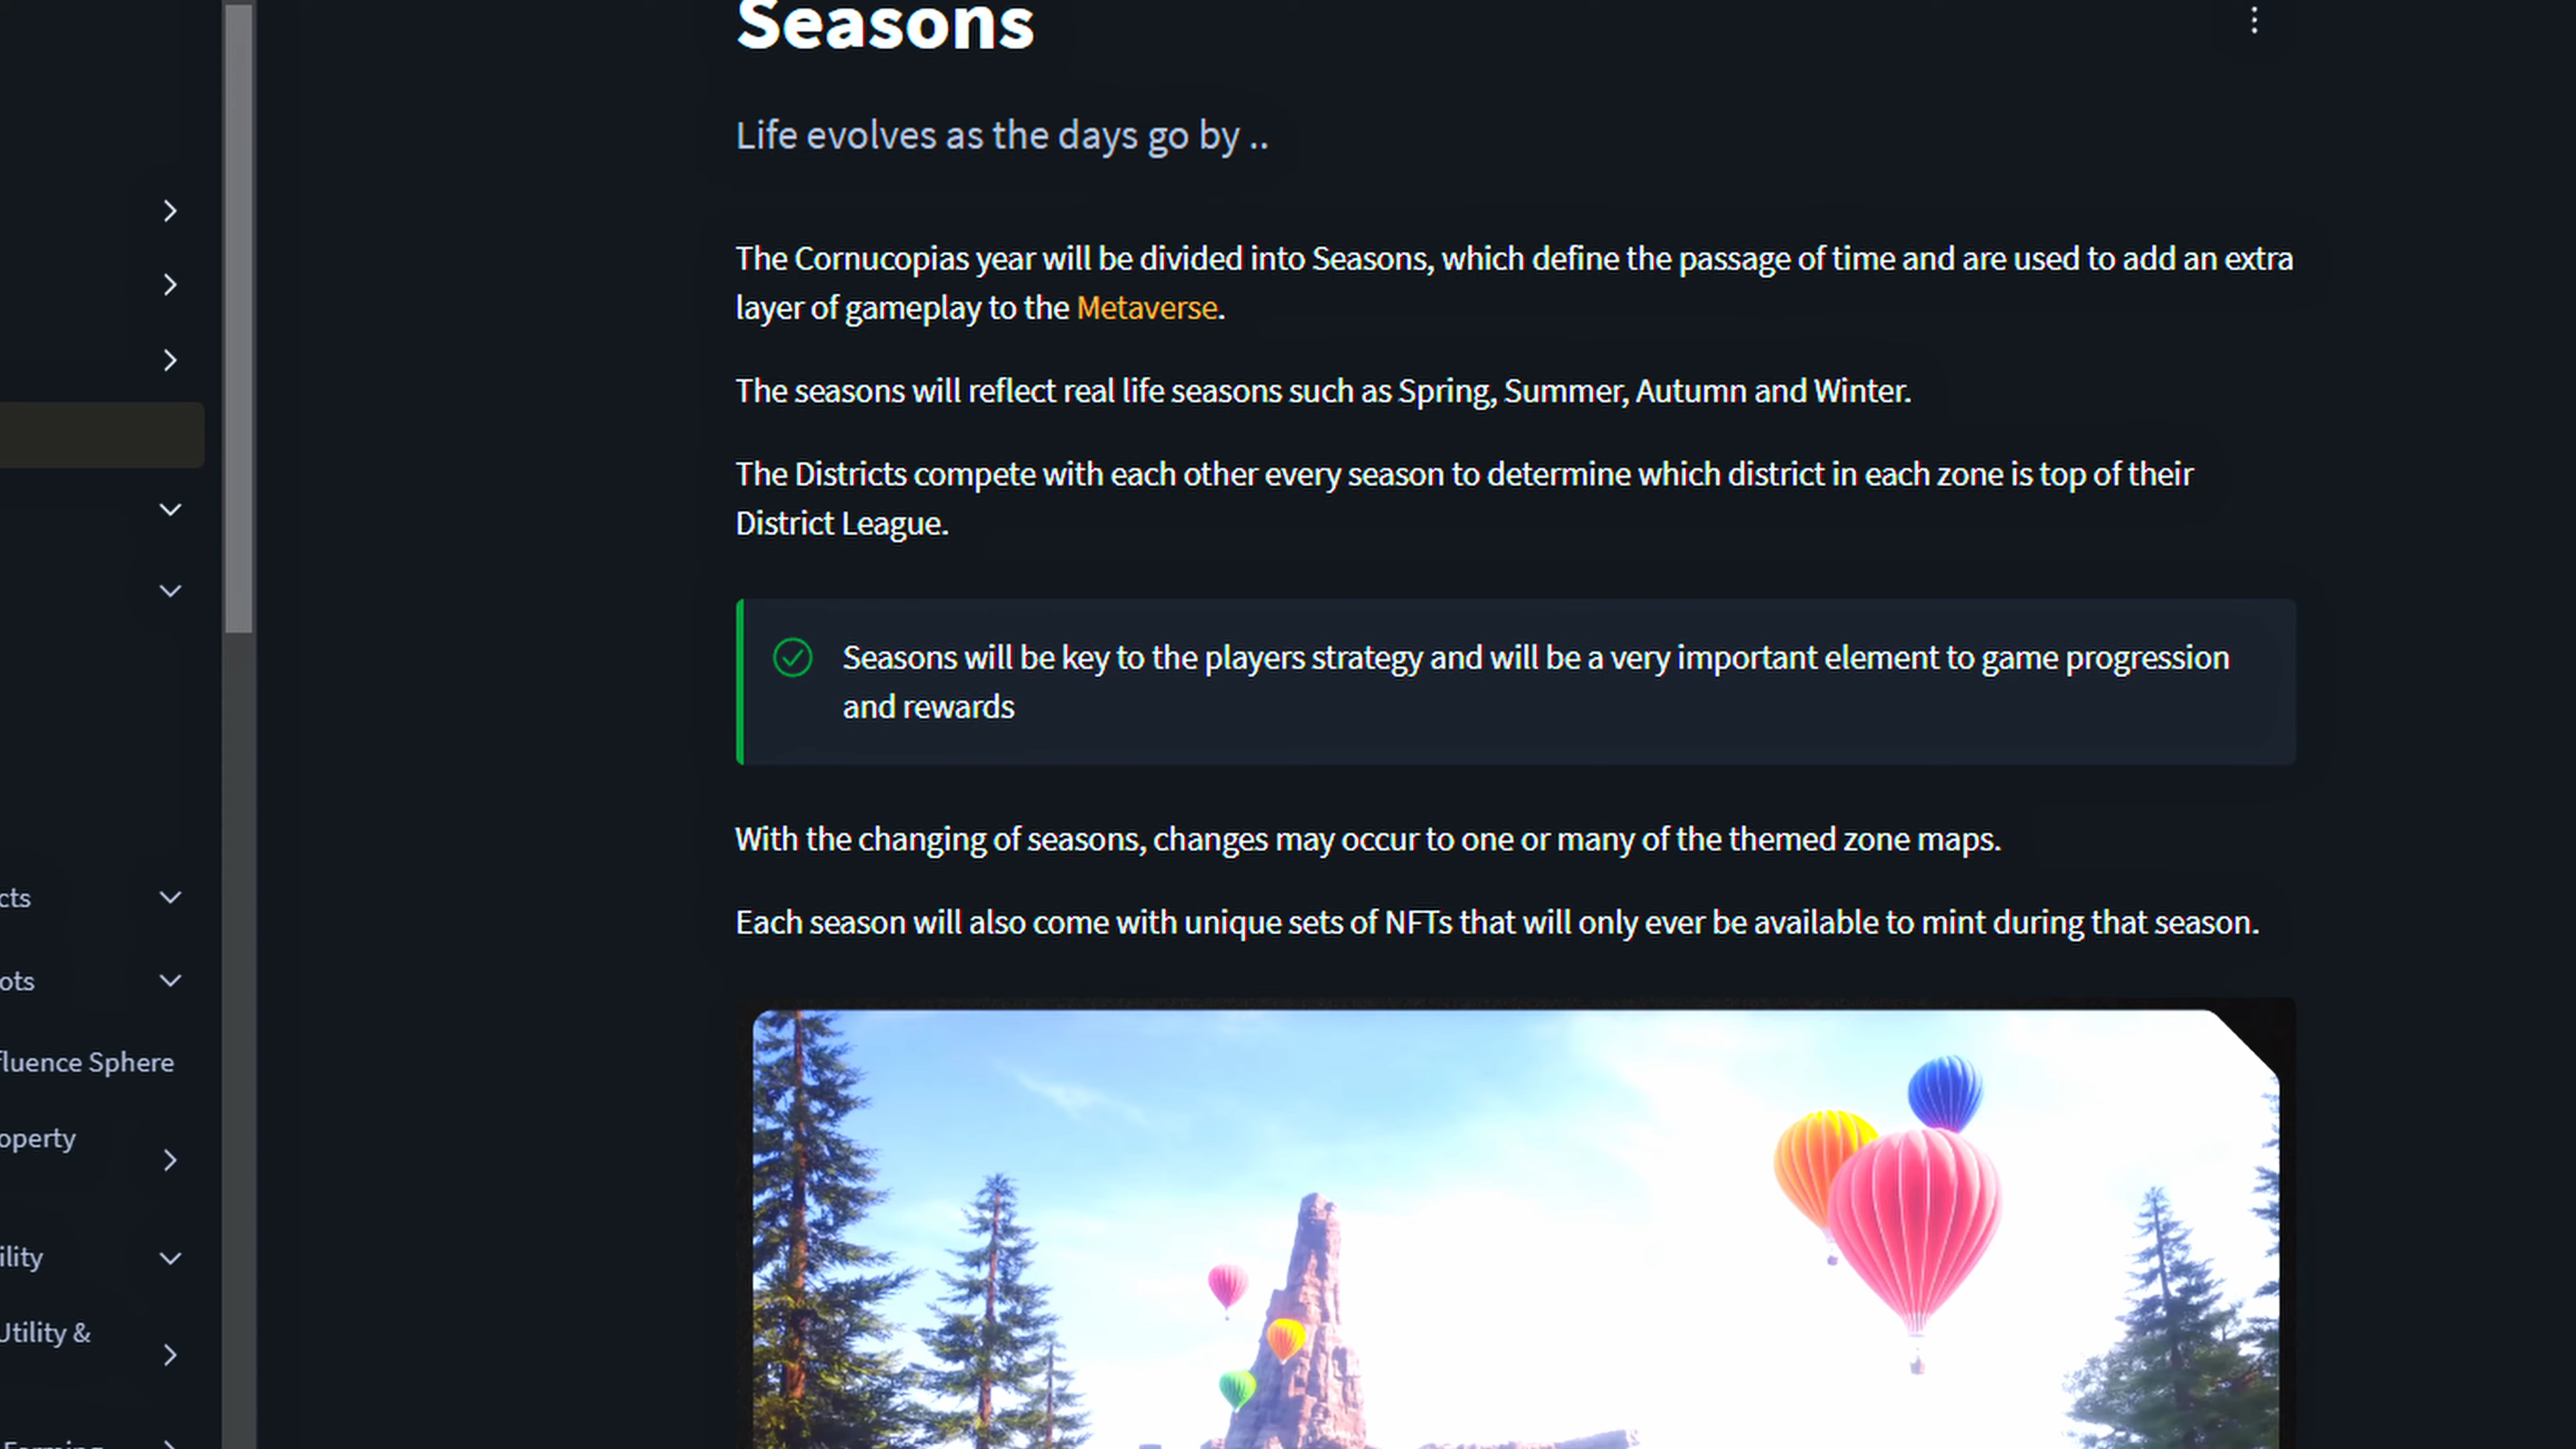 Seasons
Life evolves as the days go by ..
The Cornucopias year will be divided into Seasons, which define the passage of time and are used to add an extra
layer of gameplay to the Metaverse.
The seasons will reflect real life seasons such as Spring, Summer, Autumn and Winter.
The Districts compete with each other every season to determine which district in each zone is top of their
District League.
Seasons will be key to the players strategy and will be a very important element to game progression
and rewards
With the changing of seasons, changes may occur to one or many of the themed zone maps.
Each season will also come with unique sets of NFTs that will only ever be available to mint during that season.
cts
ots
fluence Sphere
operty
ility
Utility &